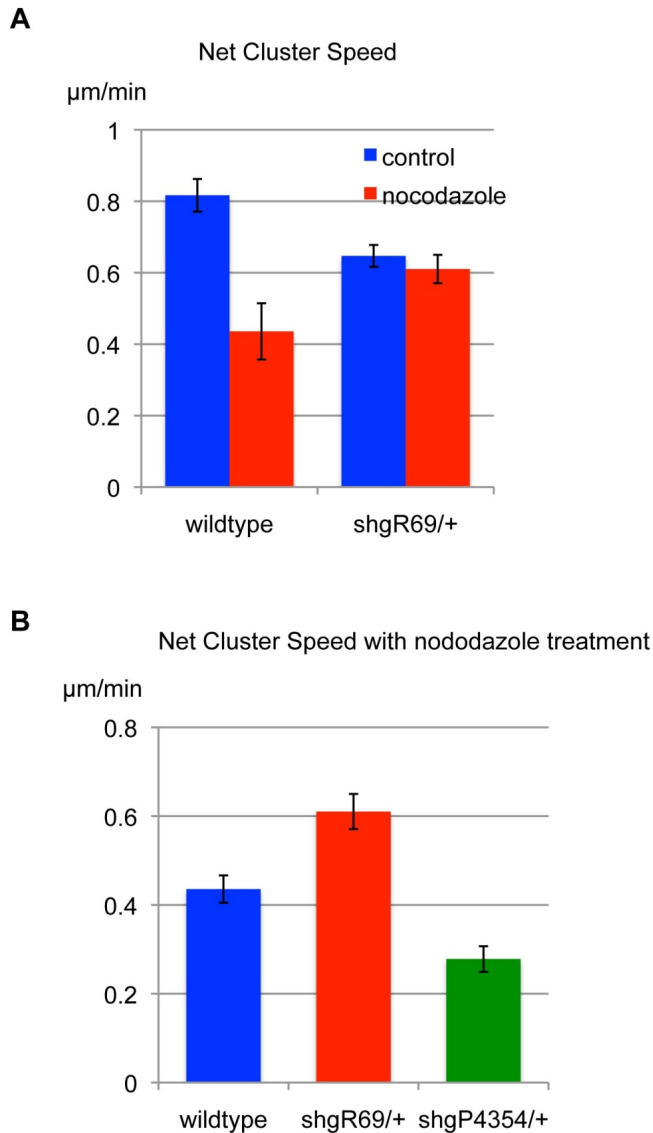 A
Net Cluster Speed
µm/min
1
0.8
0.6
0.4
0.2
0
control
nocodazole
wildtype shgR69/+
B
Net Cluster Speed with nododazole treatment
µm/min
0.8
0.6
0.4
0.2
0
wildtype shgR69/+ shgP4354/+